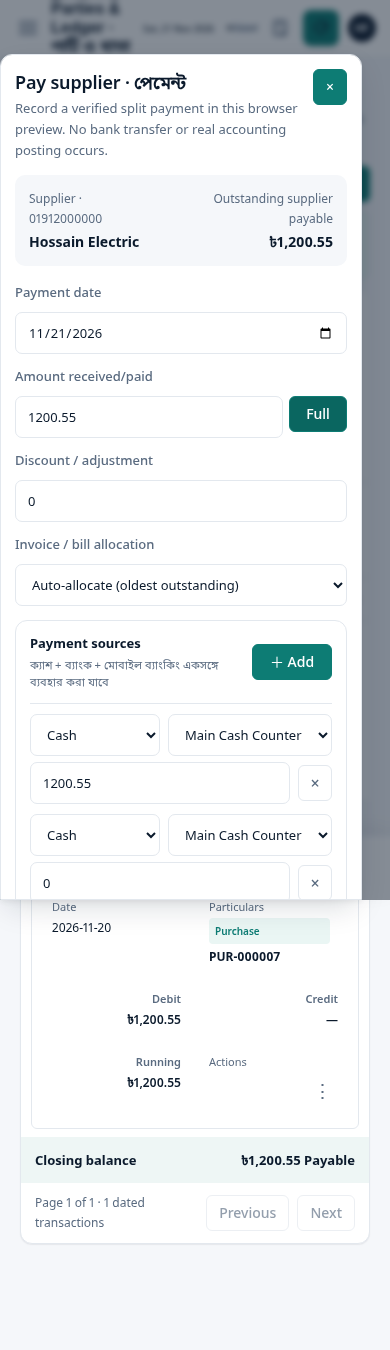 Parties &
Ledger ·
Pay supplier · পেমেন্ট
×
Record a verified split payment in this browser
preview. No bank transfer or real accounting
posting occurs.
Supplier ·
01912000000
Hossain Electric
Outstanding supplier
payable
৳1,200.55
Payment date
11/21/2026
Amount received/paid
1200.55
Full
Discount / adjustment
0
Invoice / bill allocation
Auto-allocate (oldest outstanding)
Payment sources
ক্যাশ + ব্যাংক + মোবাইল ব্যাংকিং একসঙ্গে
ব্যবহার করা যাবে
+ Add
Cash
Main Cash Counter
1200.55
×
Cash
Main Cash Counter
0
×
Date
2026-11-20
Particulars
Purchase
PUR-000007
Debit
৳1,200.55
Credit
—
Running
৳1,200.55
Actions
⋮
Closing balance
৳1,200.55 Payable
Page 1 of 1 · 1 dated
transactions
Previous
Next